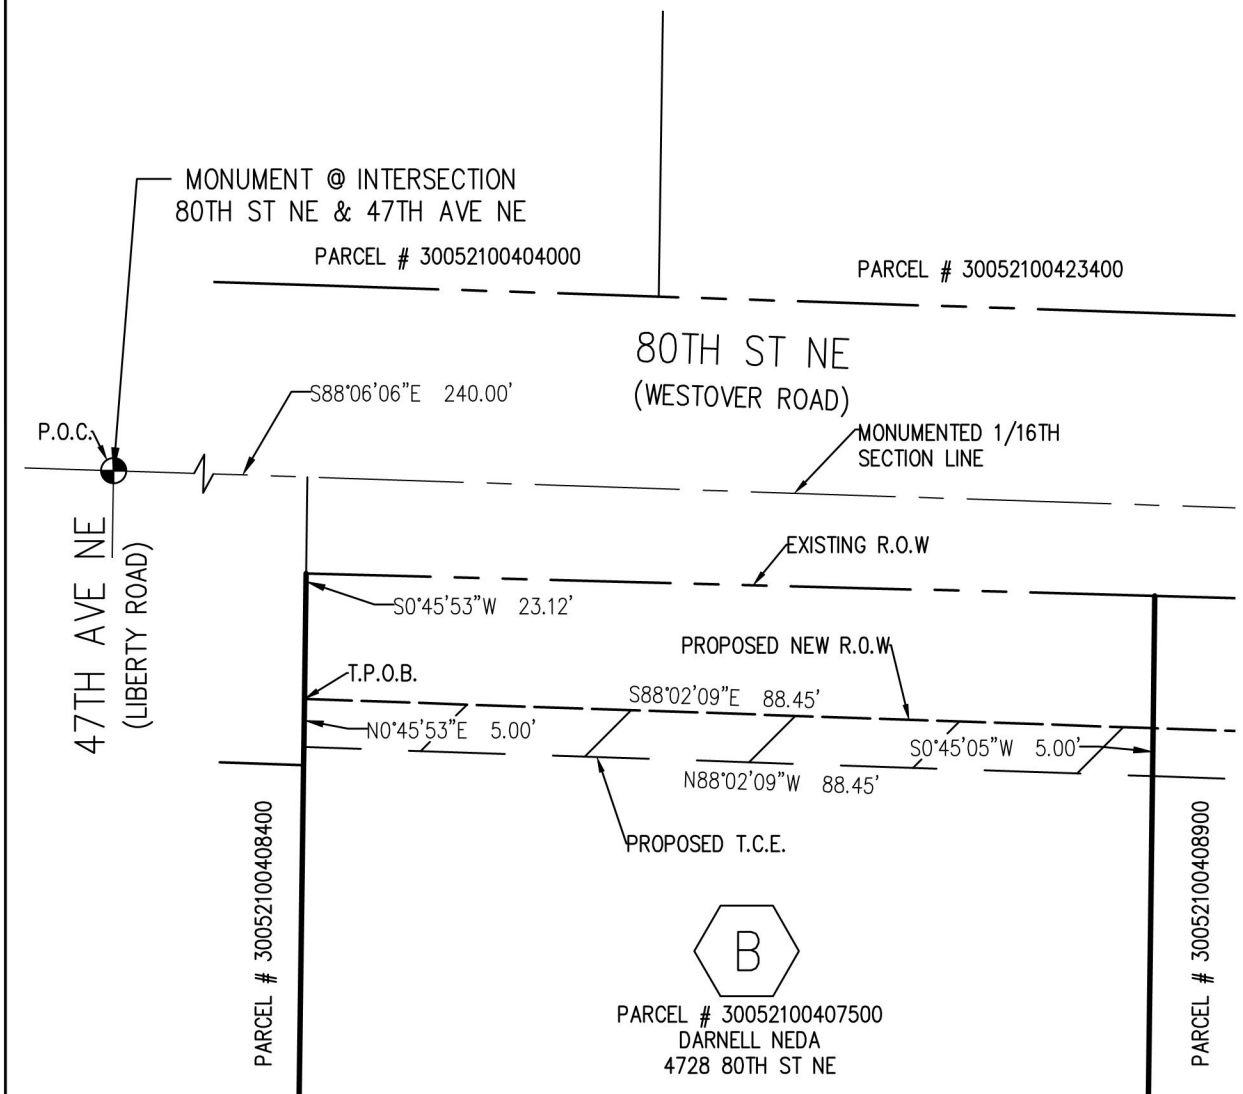 MONUMENT @ INTERSECTION
80TH ST NE & 47TH AVE NE
PARCEL # 30052100404000
PARCEL # 30052100423400
80TH ST NE
(WESTOVER ROAD)
S88°06'06"E 240.00'
P.O.C.
MONUMENTED 1/16TH
SECTION LINE
47TH AVE NE
(LIBERTY ROAD)
EXISTING R.O.W
S0°45'53"W 23.12'
PROPOSED NEW R.O.W
T.P.O.B.
S88°02'09"E 88.45'
N0°45'53"E 5.00'
S0°45'05"W 5.00'
N88°02'09"W 88.45'
PROPOSED T.C.E.
PARCEL # 30052100408400
PARCEL # 30052100408900
B
PARCEL # 30052100407500
DARNELL NEDA
4728 80TH ST NE